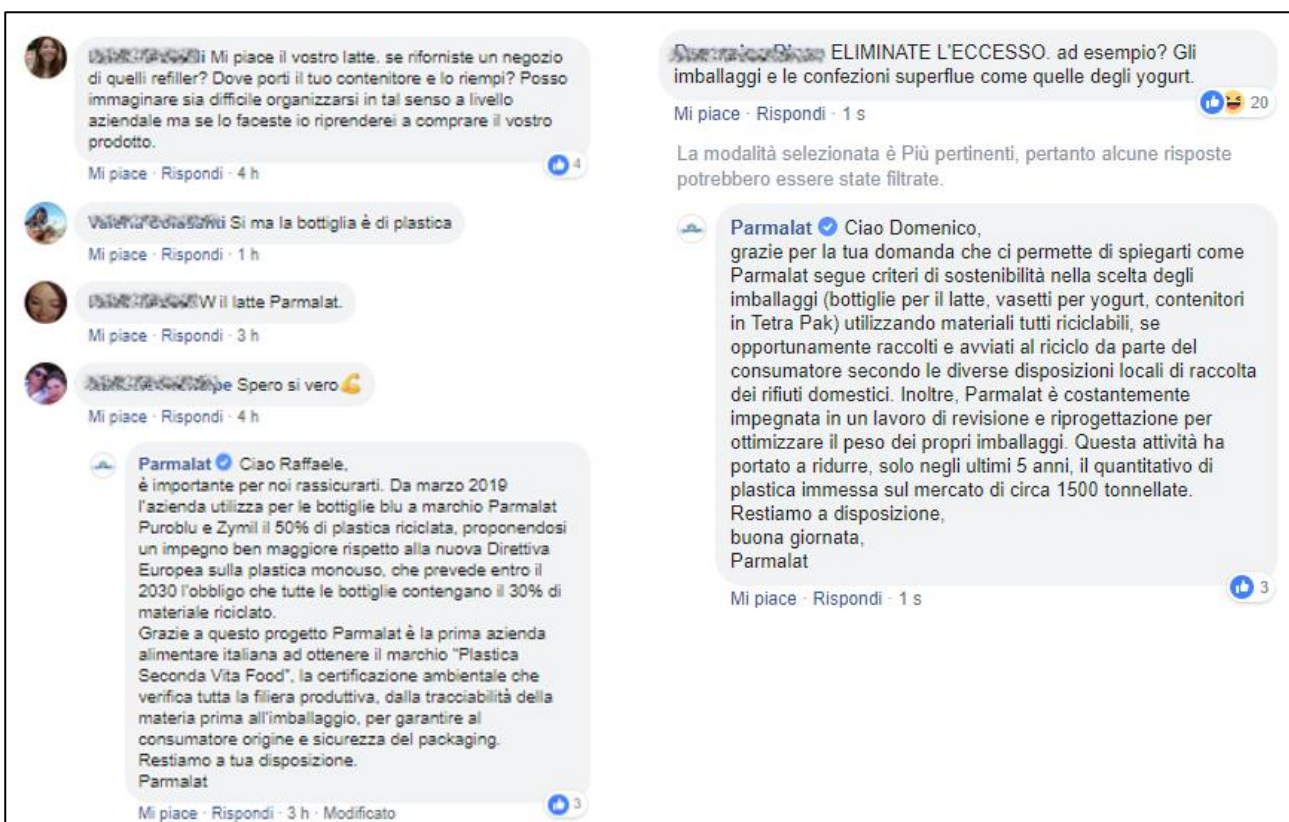 Mi piace il vostro latte. se riforniste un negozio
di quelli refiller? Dove porti il tuo contenitore e lo riempi? Posso
immaginare sia difficile organizzarsi in tal senso a livello
aziendale ma se lo faceste io riprenderei a comprare il vostro
prodotto.
Mi piace · Rispondi · 4 h
4
Si ma la bottiglia è di plastica
Mi piace · Rispondi · 1 h
W il latte Parmalat.
Mi piace · Rispondi · 3 h
Spero si vero
Mi piace · Rispondi · 4 h
Parmalat Ciao Raffaele,
è importante per noi rassicurarti. Da marzo 2019
l'azienda utilizza per le bottiglie blu a marchio Parmalat
Puroblu e Zymil il 50% di plastica riciclata, proponendosi
un impegno ben maggiore rispetto alla nuova Direttiva
Europea sulla plastica monouso, che prevede entro il
2030 l'obbligo che tutte le bottiglie contengano il 30% di
materiale riciclato.
Grazie a questo progetto Parmalat è la prima azienda
alimentare italiana ad ottenere il marchio "Plastica
Seconda Vita Food", la certificazione ambientale che
verifica tutta la filiera produttiva, dalla tracciabilità della
materia prima all'imballaggio, per garantire al
consumatore origine e sicurezza del packaging.
Restiamo a tua disposizione.
Parmalat
Mi piace · Rispondi · 3 h · Modificato
3
ELIMINATE L'ECCESSO. ad esempio? Gli
imballaggi e le confezioni superflue come quelle degli yogurt.
Mi piace · Rispondi · 1 s
20
La modalità selezionata è Più pertinenti, pertanto alcune risposte
potrebbero essere state filtrate.
Parmalat Ciao Domenico,
grazie per la tua domanda che ci permette di spiegarti come
Parmalat segue criteri di sostenibilità nella scelta degli
imballaggi (bottiglie per il latte, vasetti per yogurt, contenitori
in Tetra Pak) utilizzando materiali tutti riciclabili, se
opportunamente raccolti e avviati al riciclo da parte del
consumatore secondo le diverse disposizioni locali di raccolta
dei rifiuti domestici. Inoltre, Parmalat è costantemente
impegnata in un lavoro di revisione e riprogettazione per
ottimizzare il peso dei propri imballaggi. Questa attività ha
portato a ridurre, solo negli ultimi 5 anni, il quantitativo di
plastica immessa sul mercato di circa 1500 tonnellate.
Restiamo a disposizione,
buona giornata,
Parmalat
Mi piace · Rispondi · 1 s
3